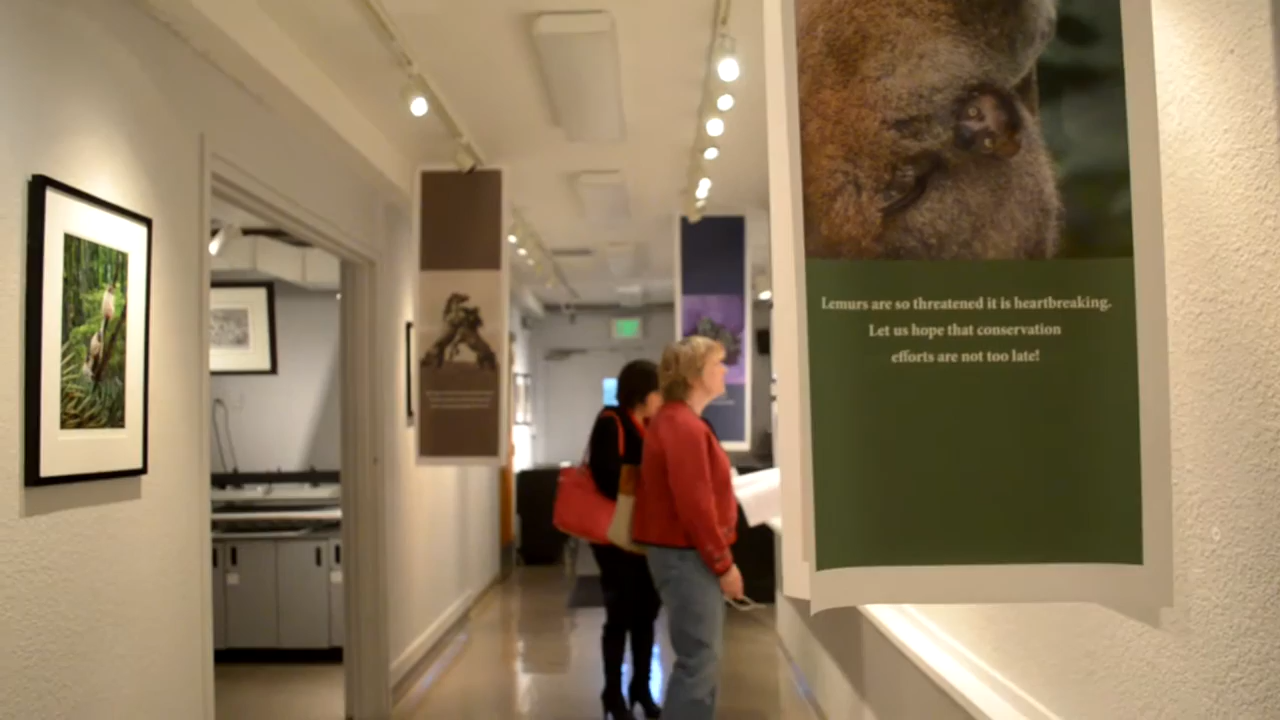 Lemurs are so threatened it is heartbreaking.
Let us hope that conservation
efforts are not too late!